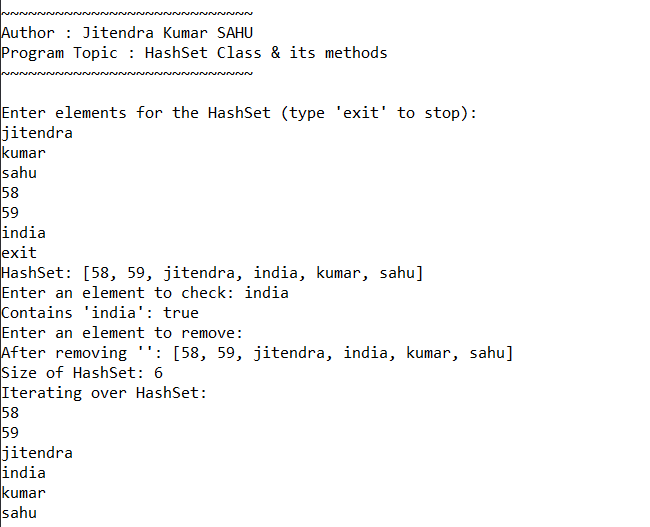 ~~~~~~~~~~~~~~~~~~~~~~~~~~~~
Author : Jitendra Kumar SAHU
Program Topic : HashSet Class & its methods
~~~~~~~~~~~~~~~~~~~~~~~~~~~~
Enter elements for the HashSet (type 'exit' to stop):
jitendra
kumar
sahu
58
59
india
exit
HashSet: [58, 59, jitendra, india, kumar, sahu]
Enter an element to check: india
Contains 'india': true
Enter an element to remove:
After removing '': [58, 59, jitendra, india, kumar, sahu]
Size of HashSet: 6
Iterating over HashSet:
58
59
jitendra
india
kumar
sahu